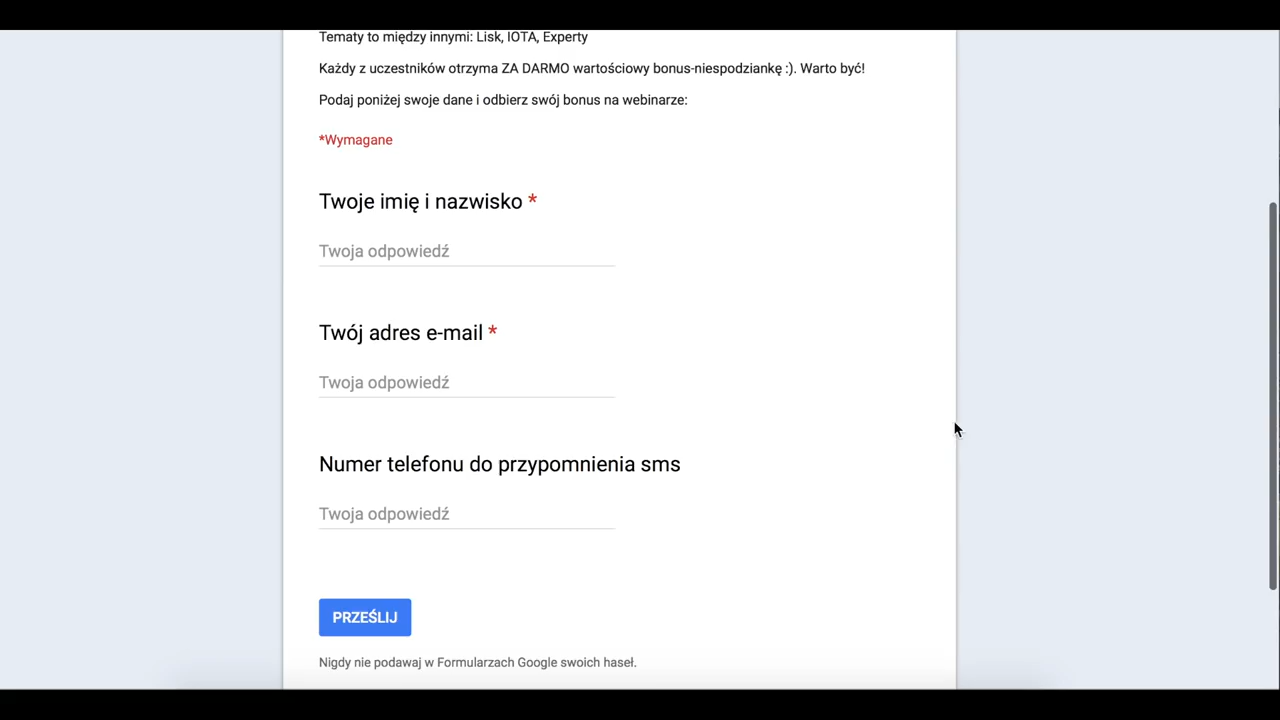 Tematy to między innymi: Lisk, IOTA, Experty
Każdy z uczestników otrzyma ZA DARMO wartościowy bonus-niespodziankę :). Warto być!
Podaj poniżej swoje dane i odbierz swój bonus na webinarze:
*Wymagane
Twoje imię i nazwisko *
Twoja odpowiedź
Twój adres e-mail *
Twoja odpowiedź
Numer telefonu do przypomnienia sms
Twoja odpowiedź
PRZEŚLIJ
Nigdy nie podawaj w Formularzach Google swoich haseł.